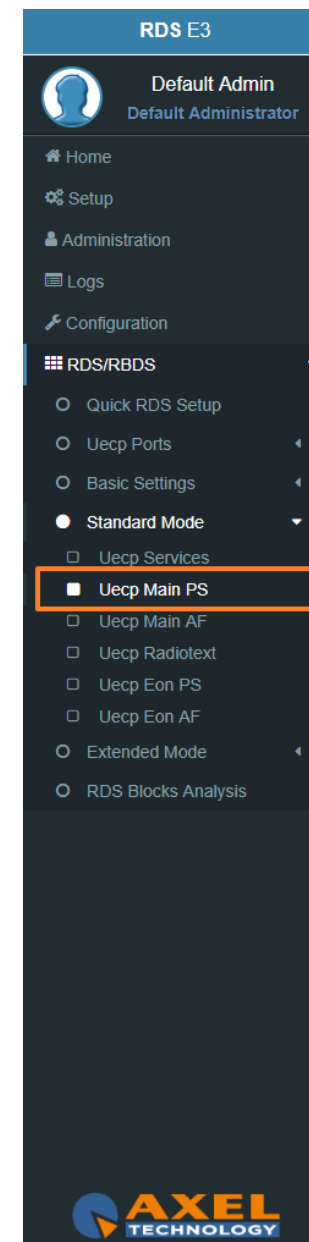 RDS E3
Default Admin
Default Administrator
Home
Setup
Administration
Logs
Configuration
RDS/RBDS
Quick RDS Setup
Uecp Ports
Basic Settings
Standard Mode
Uecp Services
Uecp Main PS
Uecp Main AF
Uecp Radiotext
Uecp Eon PS
Uecp Eon AF
Extended Mode
RDS Blocks Analysis
AXEL
TECHNOLOGY